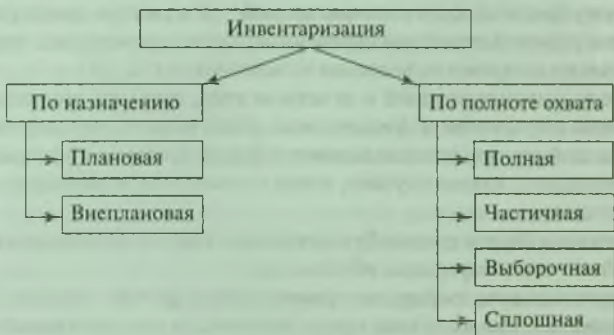 Инвентаризация
По назначению
Плановая
Внеплановая
По полноте охвата
Полная
Частичная
Выборочная
Сплошная